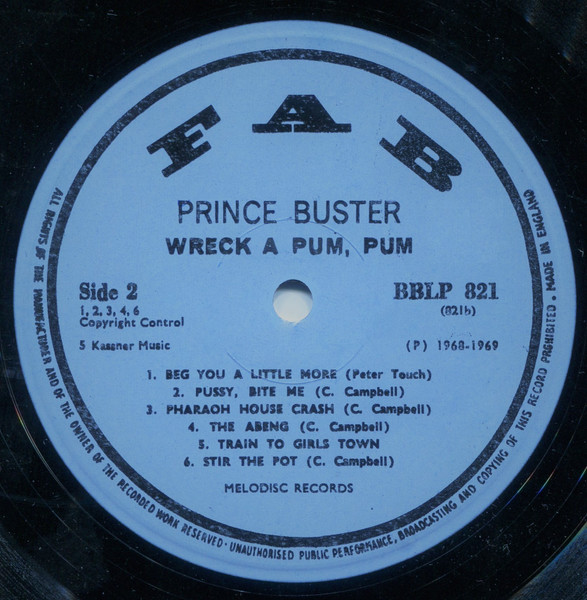 FAB
PRINCE BUSTER
WRECK A PUM, PUM
Side 2
1, 2, 3, 4, 6
Copyright Control
5 Kassner Music
BBLP 821
(821b)
(P) 1968-1969
1. BEG YOU A LITTLE MORE (Peter Touch)
2. PUSSY, BITE ME (C. Campbell)
3. PHARAOH HOUSE CRASH (C. Campbell)
4. THE ABENG (C. Campbell)
5. TRAIN TO GIRLS TOWN
6. STIR THE POT (C. Campbell)
MELODISC RECORDS
ALL RIGHTS OF THE MANUFACTURER AND OF THE OWNER OF THE RECORDED WORK RESERVED · UNAUTHORISED PUBLIC PERFORMANCE, BROADCASTING AND COPYING OF THIS RECORD PROHIBITED · MADE IN ENGLAND